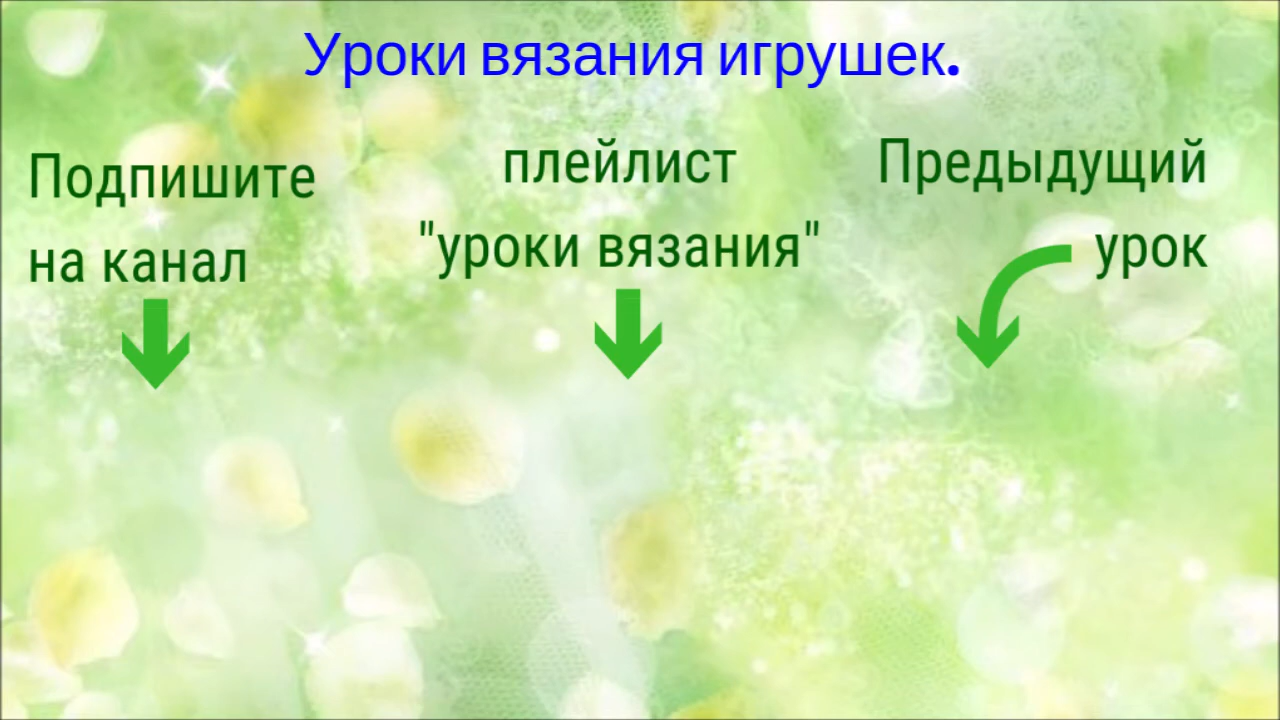 Уроки вязания игрушек.
Подпишите
на канал
плейлист
"уроки вязания"
Предыдущий
урок